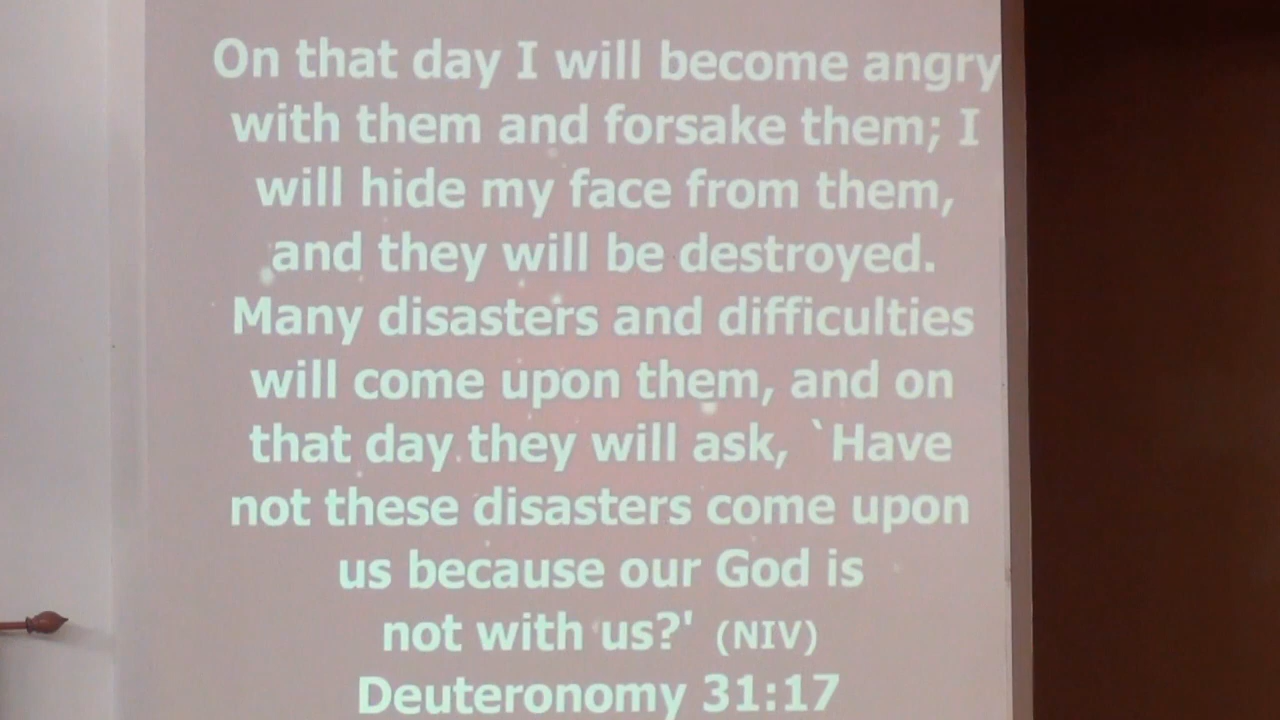 On that day I will become angry
with them and forsake them; I
will hide my face from them,
and they will be destroyed.
Many disasters and difficulties
will come upon them, and on
that day they will ask, `Have
not these disasters come upon
us because our God is
not with us?' (NIV)
Deuteronomy 31:17